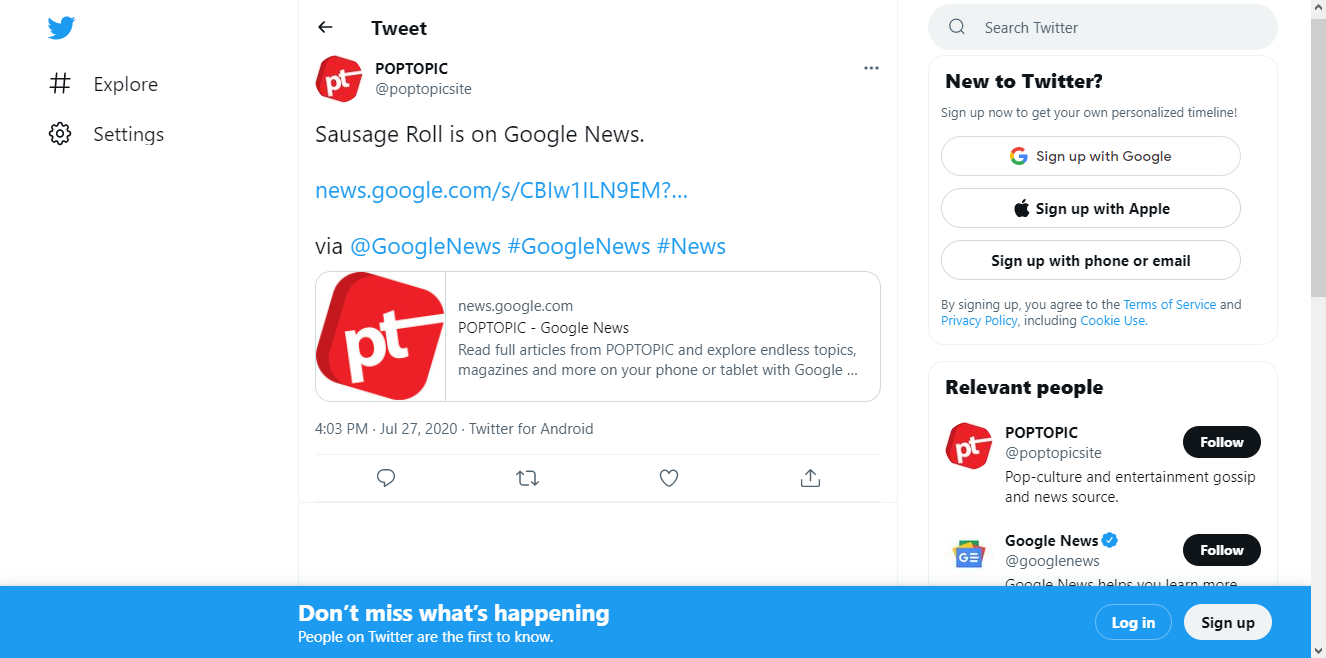 Explore
Settings
Tweet
pt
POPTOPIC
@poptopicsite
Sausage Roll is on Google News.
news.google.com/s/CBIw1ILN9EM?...
via @GoogleNews #GoogleNews #News
pt
news.google.com
POPTOPIC - Google News
Read full articles from POPTOPIC and explore endless topics,
magazines and more on your phone or tablet with Google ...
4:03 PM · Jul 27, 2020 · Twitter for Android
Search Twitter
New to Twitter?
Sign up now to get your own personalized timeline!
Sign up with Google
Sign up with Apple
Sign up with phone or email
By signing up, you agree to the Terms of Service and
Privacy Policy, including Cookie Use.
Relevant people
pt
POPTOPIC
@poptopicsite
Follow
Pop-culture and entertainment gossip
and news source.
GE
Google News
@googlenews
Follow
Google News helps you learn more
Don't miss what's happening
People on Twitter are the first to know.
Log in
Sign up